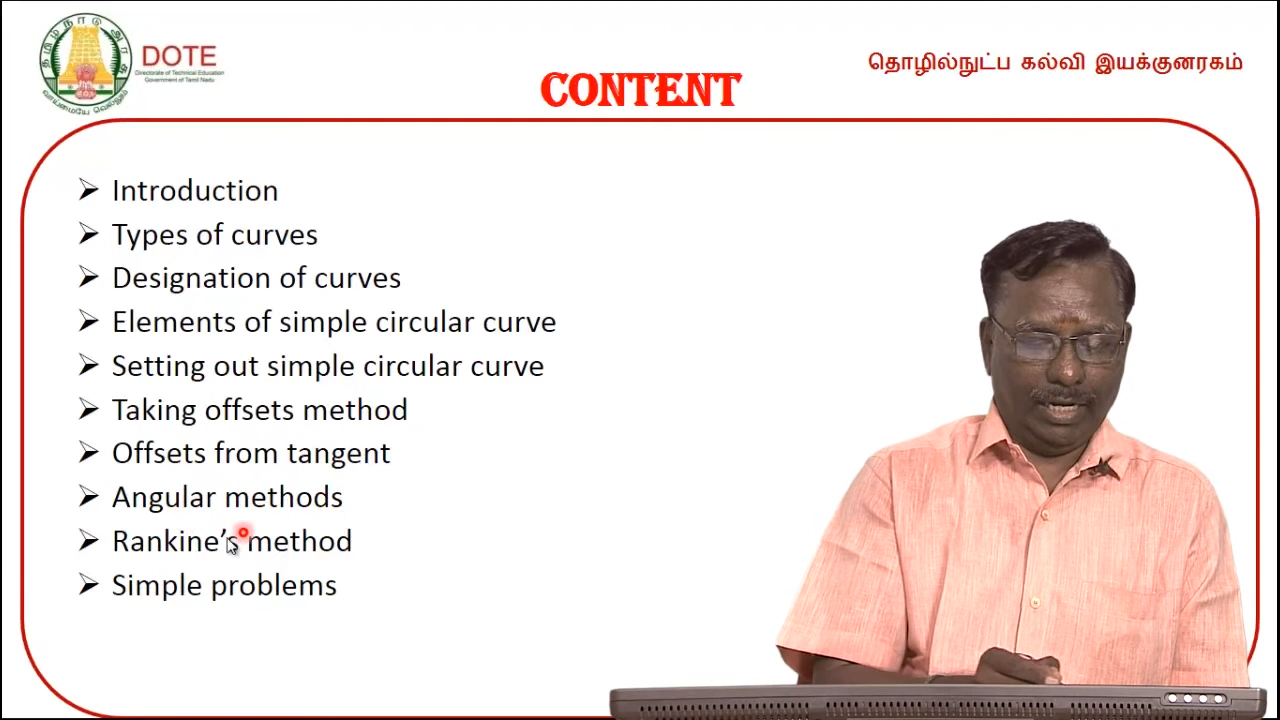 தமிழ்நாடு அரசு
வாய்மையே வெல்லும்
DOTE
Directorate of Technical Education
Government of Tamil Nadu
தொழில்நுட்ப கல்வி இயக்குனரகம்
CONTENT
Introduction
Types of curves
Designation of curves
Elements of simple circular curve
Setting out simple circular curve
Taking offsets method
Offsets from tangent
Angular methods
Rankine’s method
Simple problems